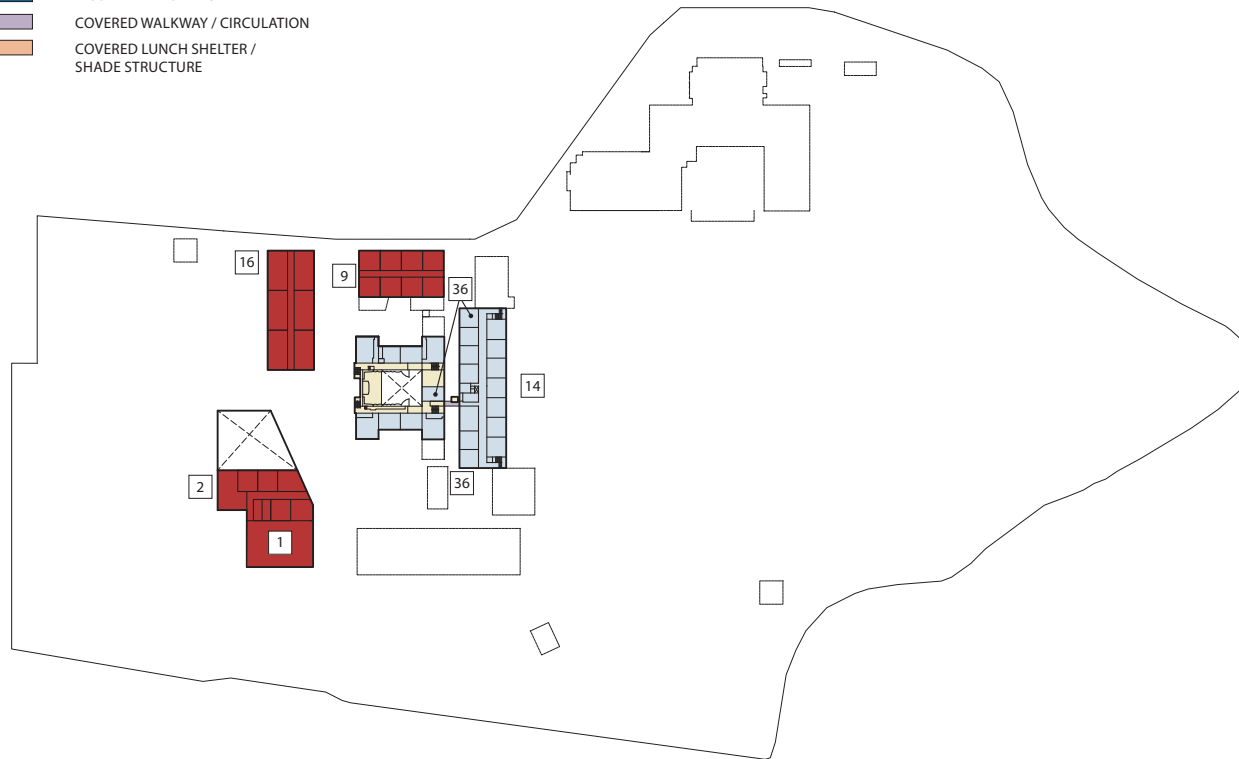 COVERED WALKWAY / CIRCULATION
COVERED LUNCH SHELTER /
SHADE STRUCTURE
16
9
36
14
2
36
1